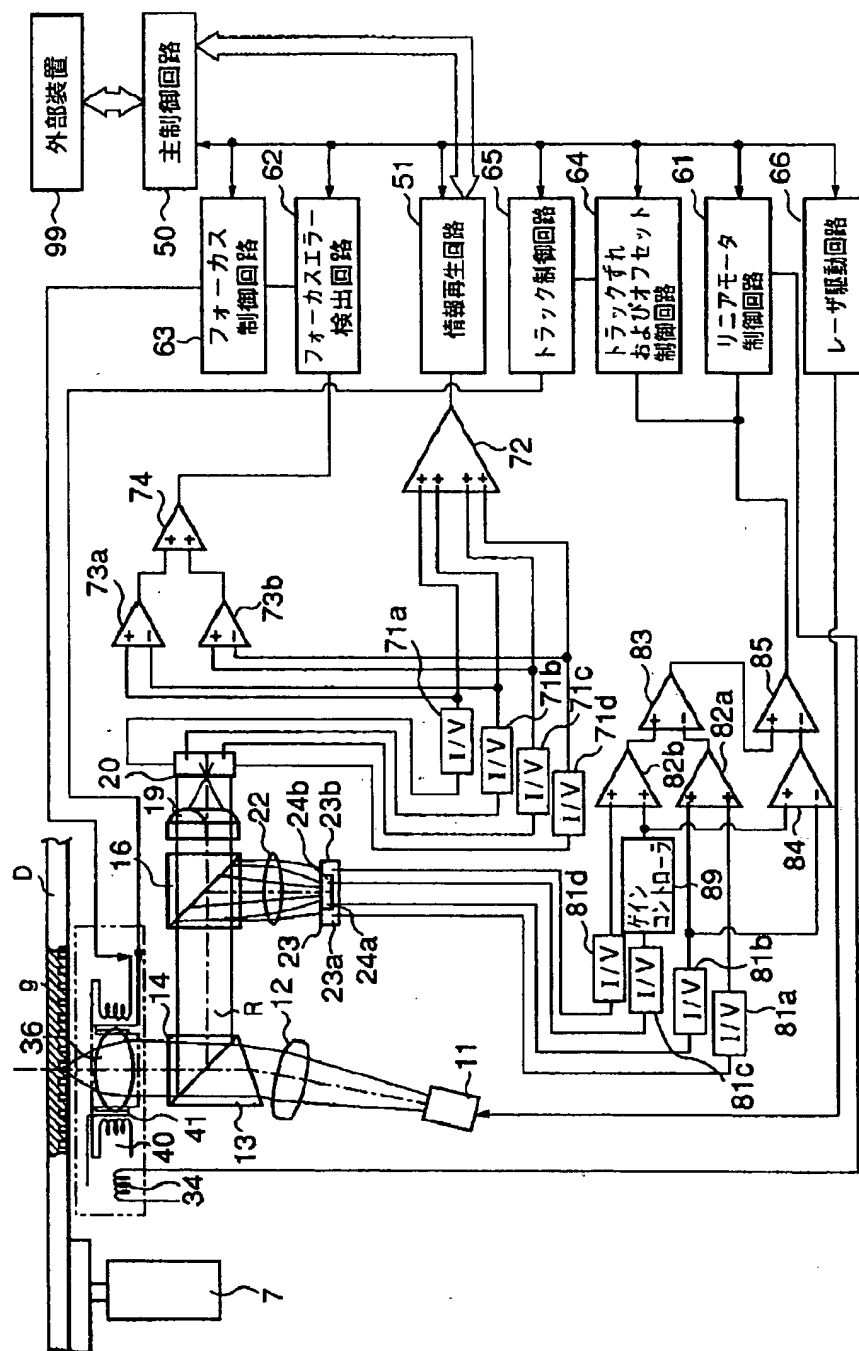 外部装置
99
主制御回路
50
フォーカス
制御回路
63
フォーカスエラー
検出回路
62
情報再生回路
51
トラック制御回路
65
トラックずれ
およびオフセット
制御回路
64
リニアモータ
制御回路
61
レーザ駆動回路
66
74
+
+
73a
+
-
73b
+
-
72
+
+
+
+
71a
I/V
71b
I/V
71c
I/V
71d
I/V
83
+
-
85
+
-
82b
+
+
82a
+
+
84
+
-
ゲイン
コントローラ
89
81d
I/V
81c
I/V
81b
I/V
81a
I/V
20
19
16
22
24b
23b
23
23a
24a
D
9
36
14
R
12
13
11
41
40
34
7